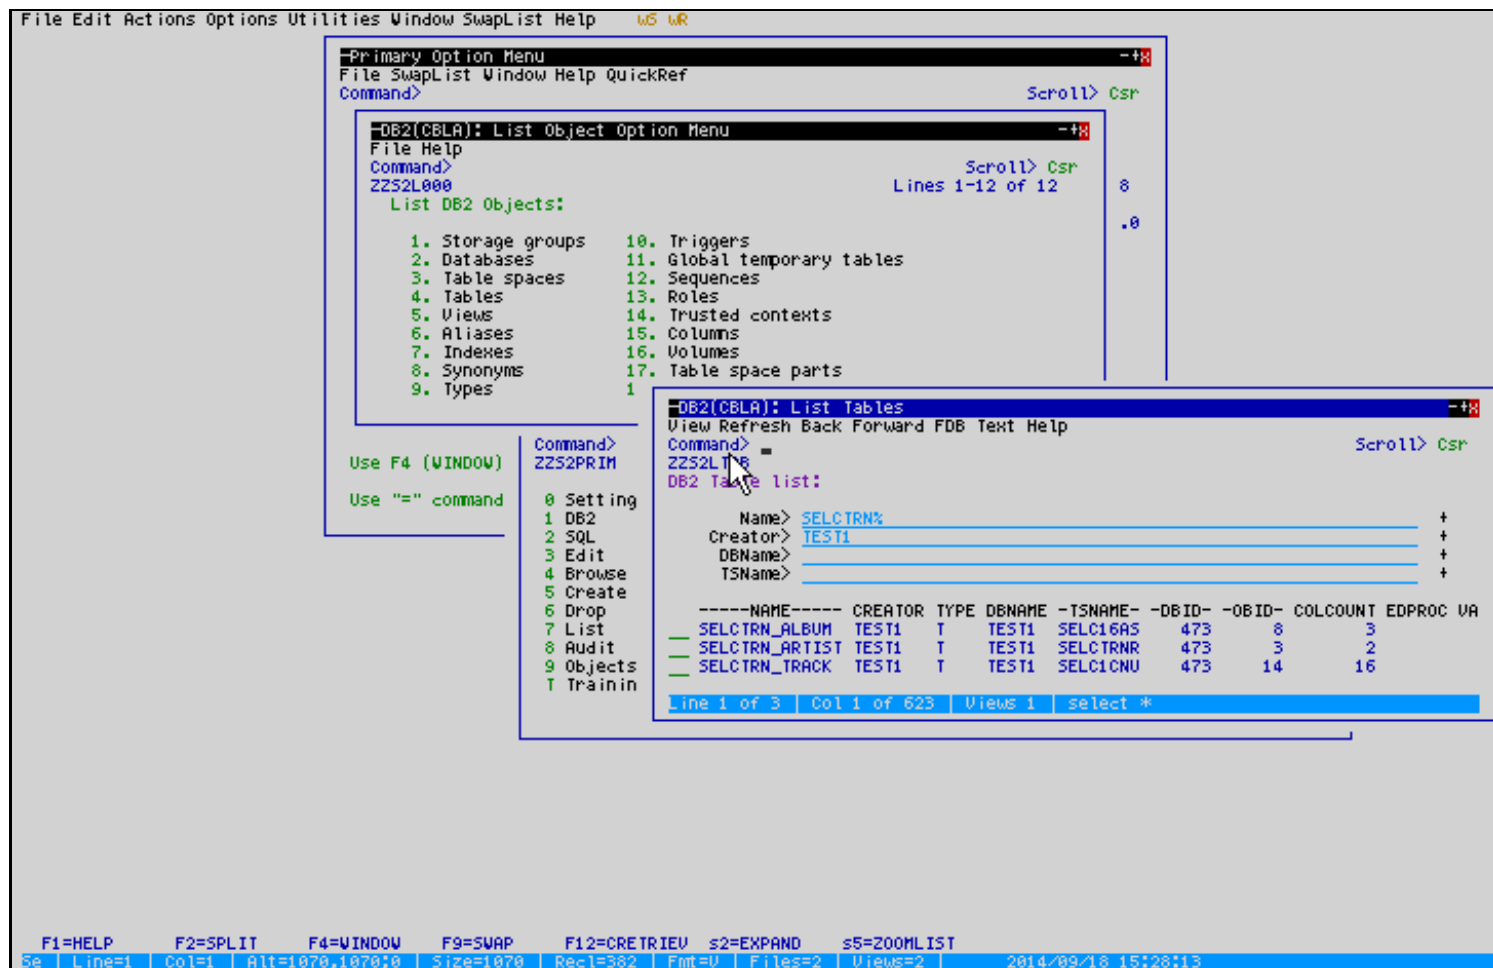 File Edit Actions Options Utilities Window SwapList Help wS wR
Primary Option Menu -+x
File SwapList Window Help QuickRef
Command> Scroll> Csr
DB2(CBLA): List Object Option Menu -+x
File Help
Command> Scroll> Csr
ZZS2L000 Lines 1-12 of 12 8
List DB2 Objects:
.0
1. Storage groups 10. Triggers
2. Databases 11. Global temporary tables
3. Table spaces 12. Sequences
4. Tables 13. Roles
5. Views 14. Trusted contexts
6. Aliases 15. Columns
7. Indexes 16. Volumes
8. Synonyms 17. Table space parts
9. Types 1
Use F4 (WINDOW)
Use "=" command
Command>
ZZS2PRIM
0 Setting
1 DB2
2 SQL
3 Edit
4 Browse
5 Create
6 Drop
7 List
8 Audit
9 Objects
T Trainin
DB2(CBLA): List Tables -+x
View Refresh Back Forward FDB Text Help
Command> Scroll> Csr
DB2 Table list:
Name> SELCTRN% +
Creator> TEST1 +
DBName> +
TSName> +
-----NAME----- CREATOR TYPE DBNAME -TSNAME- -DBID- -OBID- COLCOUNT EDPROC VA
SELCTRN_ALBUM TEST1 T TEST1 SELC16AS 473 8 3
SELCTRN_ARTIST TEST1 T TEST1 SELCTRNR 473 3 2
SELCTRN_TRACK TEST1 T TEST1 SELC1CNU 473 14 16
Line 1 of 3 | Col 1 of 623 | Views 1 | select *
F1=HELP F2=SPLIT F4=WINDOW F9=SWAP F12=CRETRIEV s2=EXPAND s5=ZOOMLIST
Se | Line=1 | Col=1 | Alt=1070,1070;0 | Size=1070 | Recl=382 | Fmt=V | Files=2 | Views=2 | 2014/09/18 15:28:13